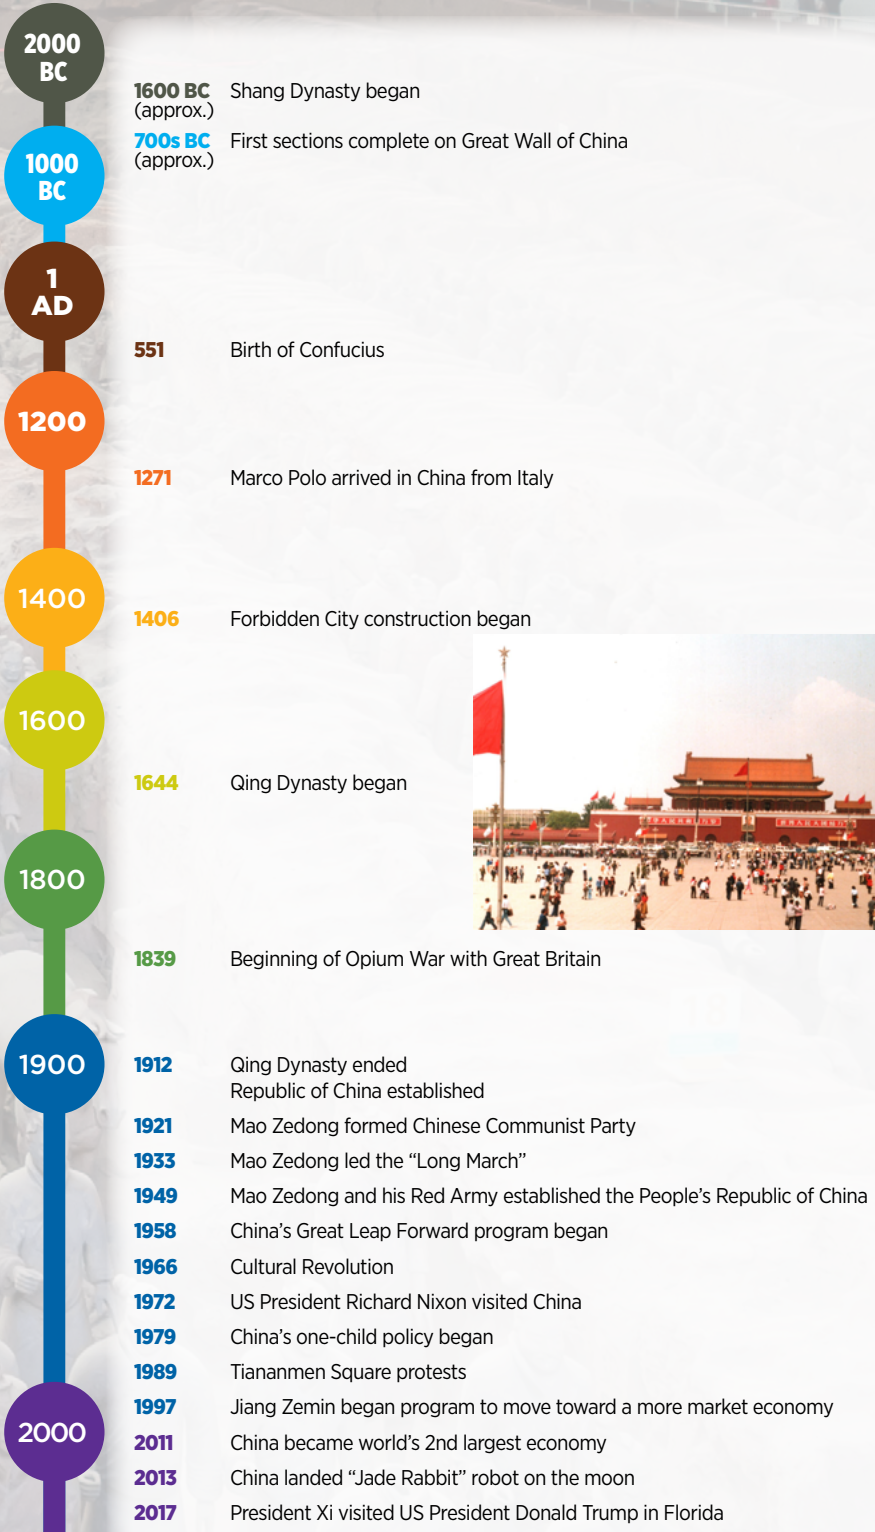 2000
BC
1600 BC Shang Dynasty began
(approx.)
700s BC First sections complete on Great Wall of China
(approx.)
1000
BC
1
AD
551 Birth of Confucius
1200
1271 Marco Polo arrived in China from Italy
1400
1406 Forbidden City construction began
1600
1644 Qing Dynasty began
1800
1839 Beginning of Opium War with Great Britain
1900
1912 Qing Dynasty ended
Republic of China established
1921 Mao Zedong formed Chinese Communist Party
1933 Mao Zedong led the “Long March”
1949 Mao Zedong and his Red Army established the People’s Republic of China
1958 China’s Great Leap Forward program began
1966 Cultural Revolution
1972 US President Richard Nixon visited China
1979 China’s one-child policy began
1989 Tiananmen Square protests
1997 Jiang Zemin began program to move toward a more market economy
2000
2011 China became world’s 2nd largest economy
2013 China landed “Jade Rabbit” robot on the moon
2017 President Xi visited US President Donald Trump in Florida